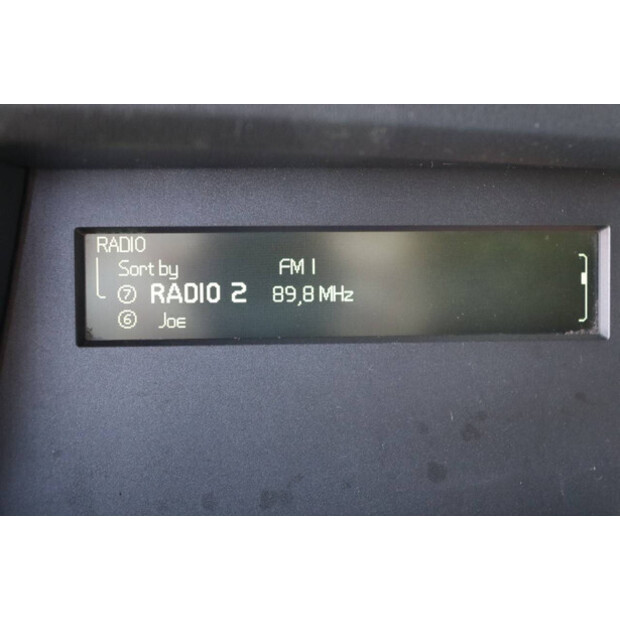 RADIO
Sort by FM 1
7 RADIO 2 89,8 MHz
6 Joe